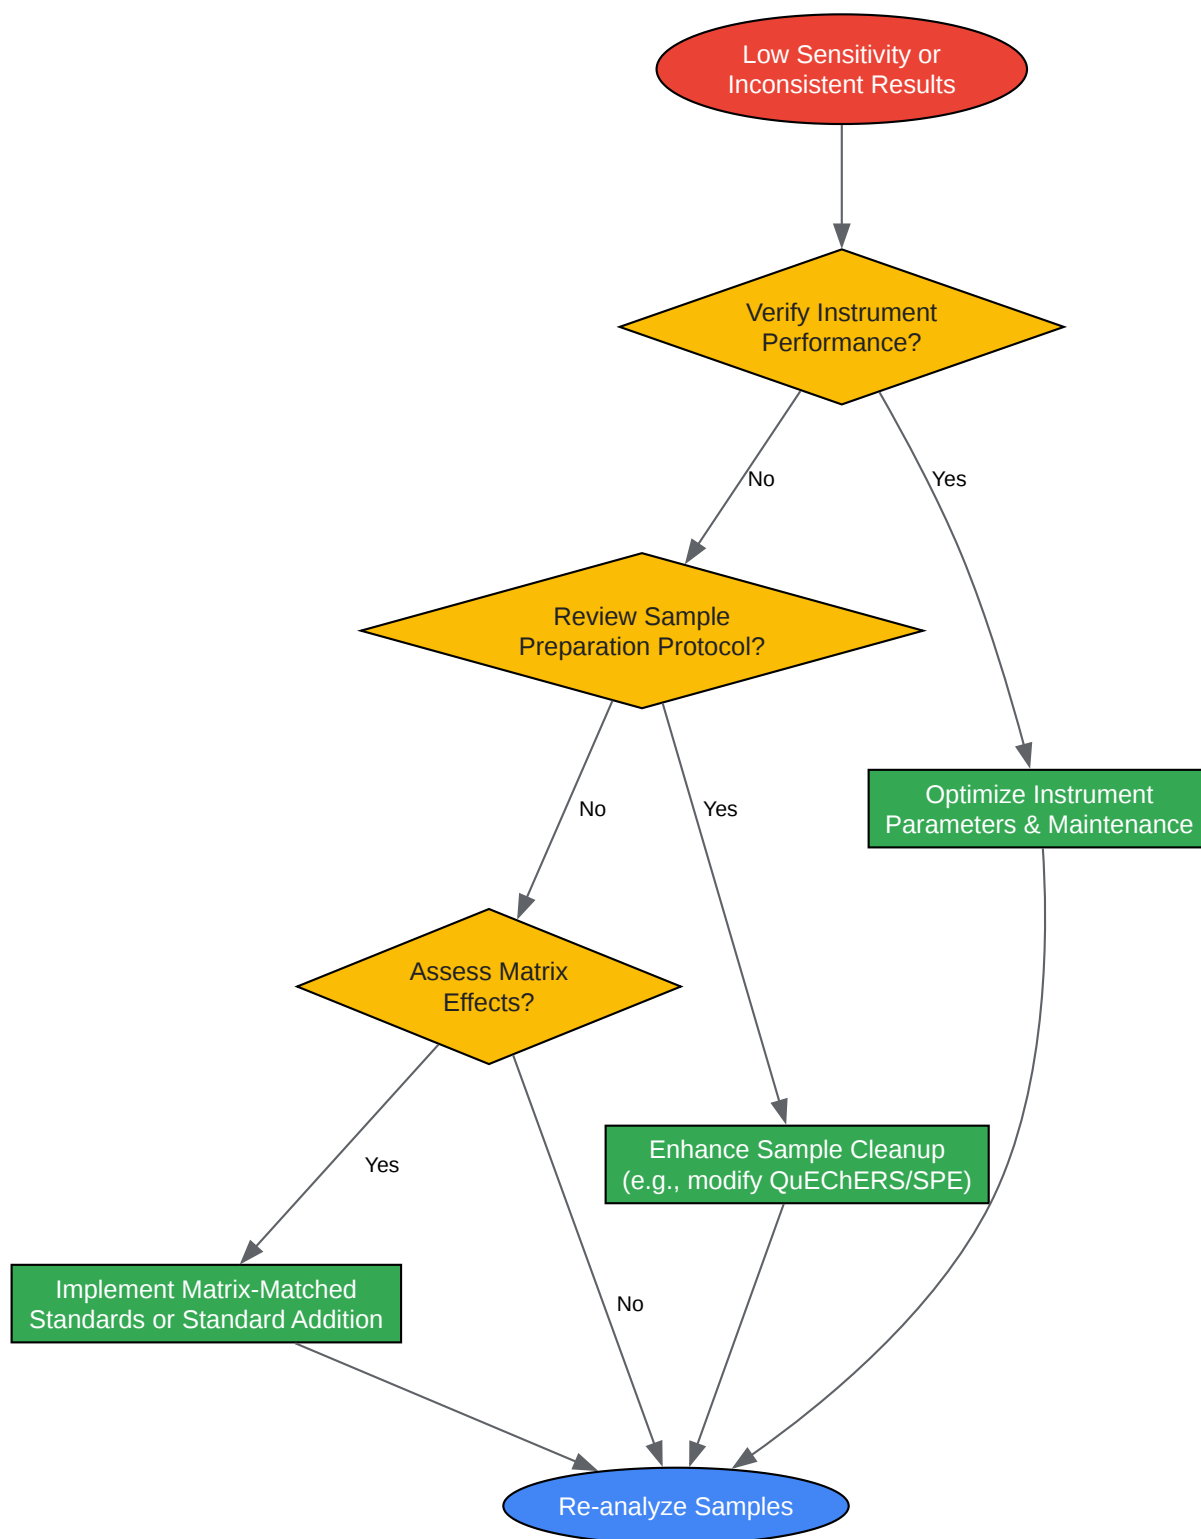 Low Sensitivity or
Inconsistent Results
Verify Instrument
Performance?
No
Yes
Review Sample
Preparation Protocol?
No
Yes
Optimize Instrument
Parameters & Maintenance
Assess Matrix
Effects?
Yes
No
Enhance Sample Cleanup
(e.g., modify QuEChERS/SPE)
Implement Matrix-Matched
Standards or Standard Addition
Re-analyze Samples